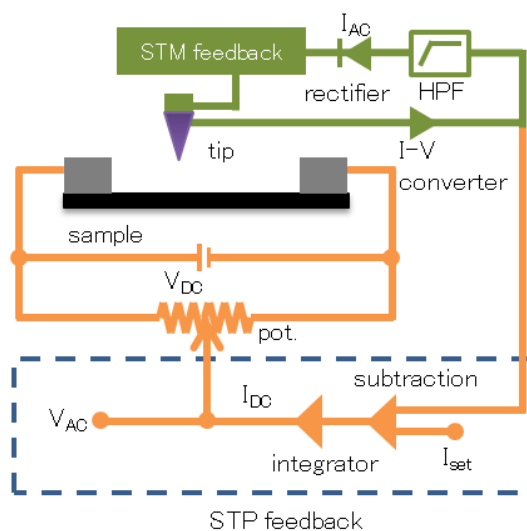 I_AC
STM feedback
rectifier
HPF
tip
I-V
converter
sample
V_DC
pot.
subtraction
I_DC
V_AC
integrator
I_set
STP feedback